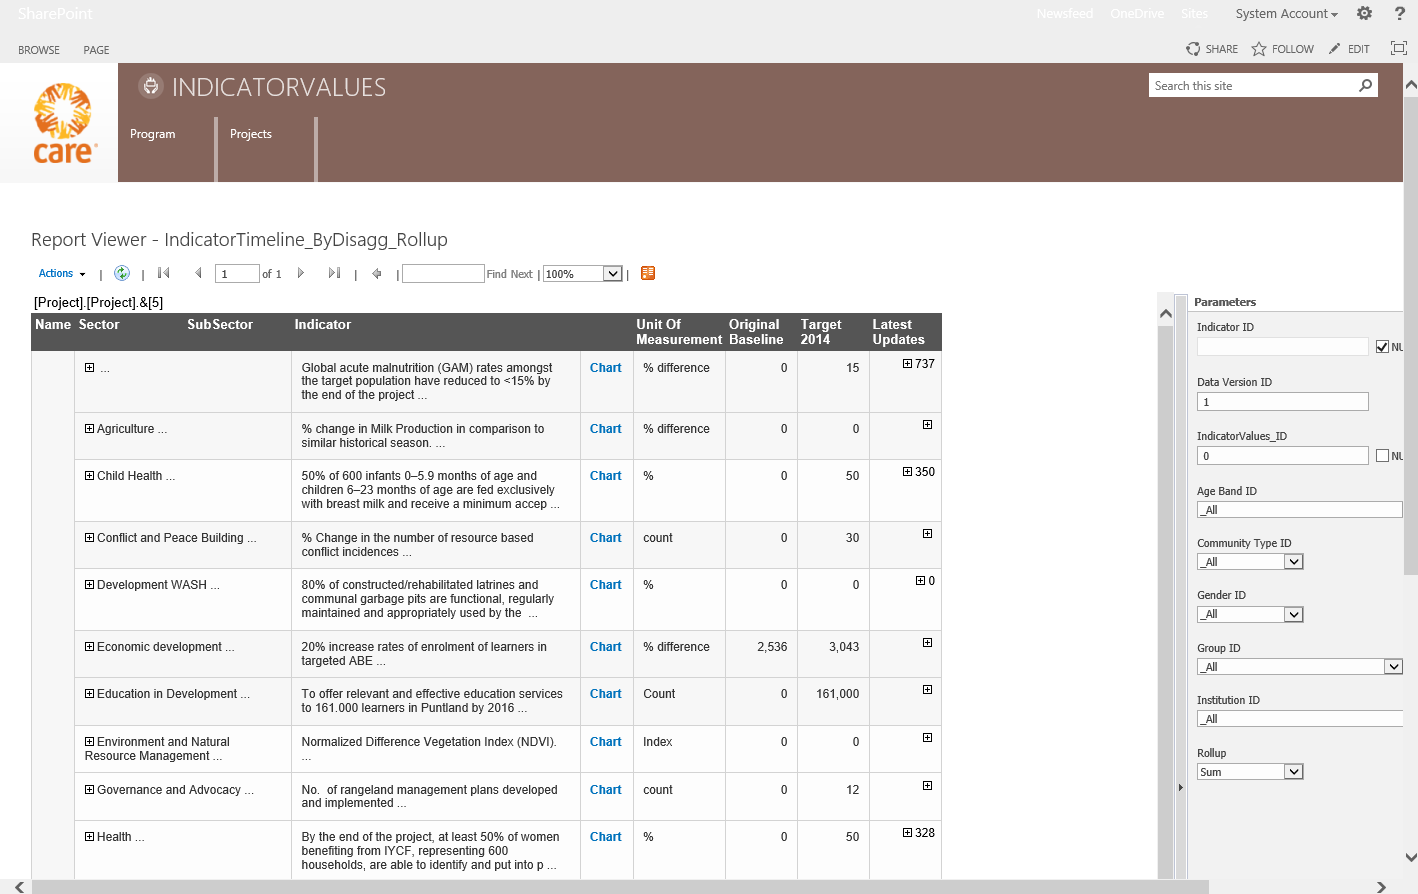 SharePoint
Newsfeed OneDrive Sites System Account ?
BROWSE PAGE SHARE FOLLOW EDIT
INDICATORVALUES
Search this site
care
Program Projects
Report Viewer - IndicatorTimeline_ByDisagg_Rollup
Actions | | 1 of 1 | | Find Next | 100% |
[Project].[Project].&[5]
Name Sector SubSector Indicator Unit Of Measurement Original Baseline Target 2014 Latest Updates
... Global acute malnutrition (GAM) rates amongst Chart % difference 0 15 737
the target population have reduced to <15% by
the end of the project ...
Agriculture ... % change in Milk Production in comparison to Chart % difference 0 0
similar historical season. ...
Child Health ... 50% of 600 infants 0–5.9 months of age and Chart % 0 50 350
children 6–23 months of age are fed exclusively
with breast milk and receive a minimum accep ...
Conflict and Peace Building ... % Change in the number of resource based Chart count 0 30
conflict incidences ...
Development WASH ... 80% of constructed/rehabilitated latrines and Chart % 0 0 0
communal garbage pits are functional, regularly
maintained and appropriately used by the ...
Economic development ... 20% increase rates of enrolment of learners in Chart % difference 2,536 3,043
targeted ABE ...
Education in Development ... To offer relevant and effective education services Chart Count 0 161,000
to 161.000 learners in Puntland by 2016 ...
Environment and Natural Normalized Difference Vegetation Index (NDVI). Chart Index 0 0
Resource Management ... ...
Governance and Advocacy ... No. of rangeland management plans developed Chart count 0 12
and implemented ...
Health ... By the end of the project, at least 50% of women Chart % 0 50 328
benefiting from IYCF, representing 600
households, are able to identify and put into p ...
Parameters
Indicator ID
NU
Data Version ID
1
IndicatorValues_ID
0 NU
Age Band ID
_All
Community Type ID
_All
Gender ID
_All
Group ID
_All
Institution ID
_All
Rollup
Sum